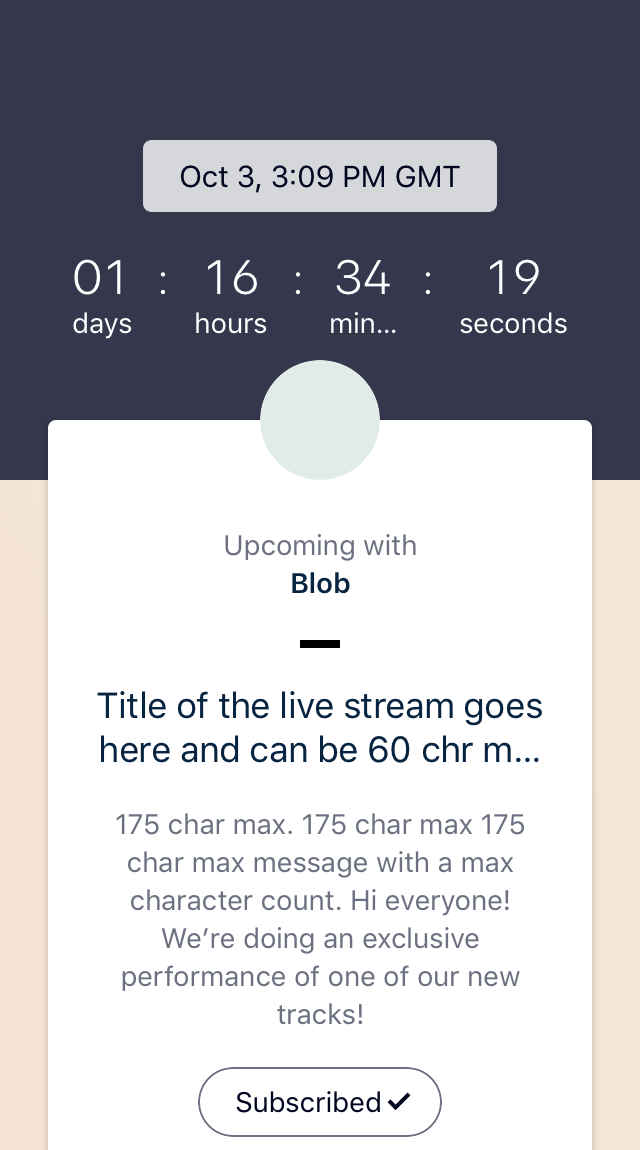 Oct 3, 3:09 PM GMT
01 : 16 : 34 : 19
days hours min... seconds
Upcoming with
Blob
Title of the live stream goes
here and can be 60 chr m...
175 char max. 175 char max 175
char max message with a max
character count. Hi everyone!
We’re doing an exclusive
performance of one of our new
tracks!
Subscribed